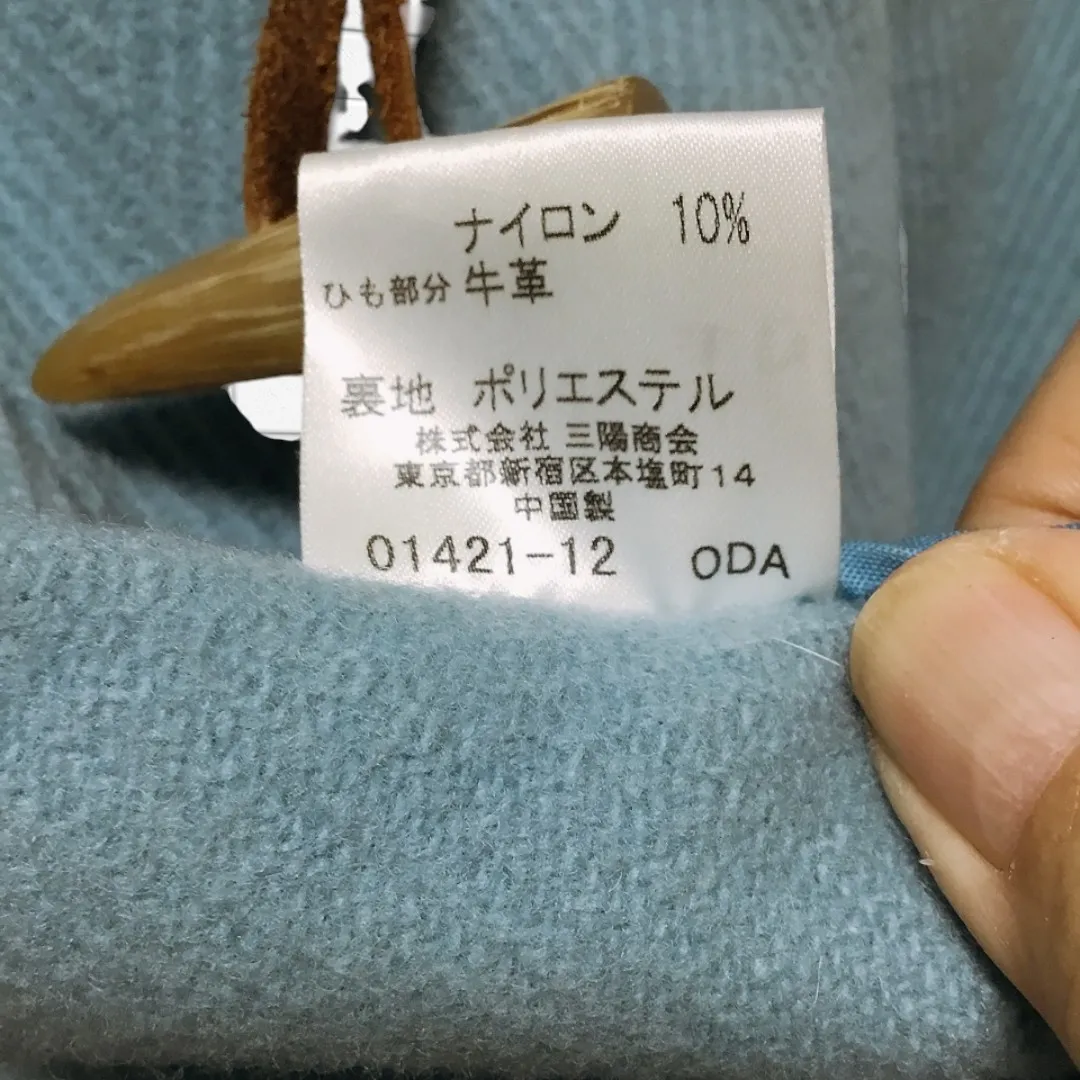 ナイロン 10%
ひも部分 牛革
裏地 ポリエステル
株式会社 三陽商会
東京都新宿区本塩町14
中国製
01421-12 ODA